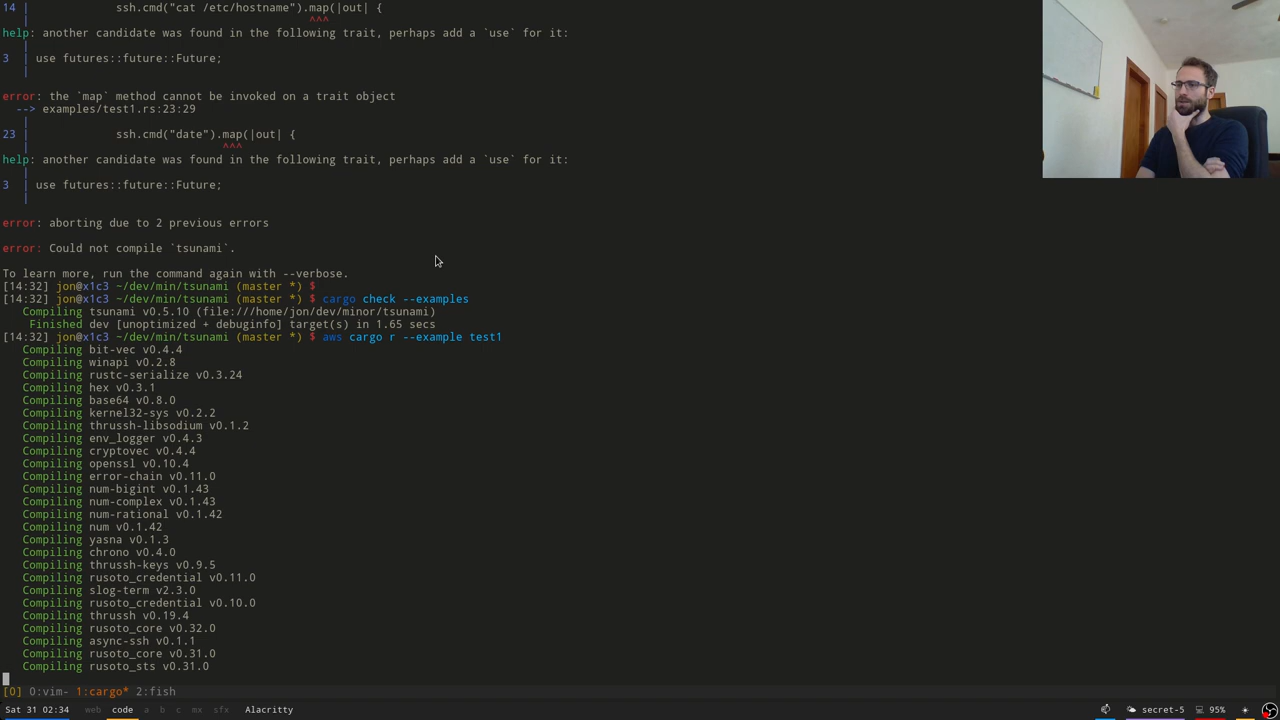 14 |             ssh.cmd("cat /etc/hostname").map(|out| {
   |                                          ^^^
help: another candidate was found in the following trait, perhaps add a `use` for it:
   |
3  | use futures::future::Future;
   |
error: the `map` method cannot be invoked on a trait object
  --> examples/test1.rs:23:29
   |
23 |             ssh.cmd("date").map(|out| {
   |                             ^^^
help: another candidate was found in the following trait, perhaps add a `use` for it:
   |
3  | use futures::future::Future;
   |
error: aborting due to 2 previous errors
error: Could not compile `tsunami`.
To learn more, run the command again with --verbose.
[14:32] jon@x1c3 ~/dev/min/tsunami (master *) $
[14:32] jon@x1c3 ~/dev/min/tsunami (master *) $ cargo check --examples
   Compiling tsunami v0.5.10 (file:///home/jon/dev/minor/tsunami)
    Finished dev [unoptimized + debuginfo] target(s) in 1.65 secs
[14:32] jon@x1c3 ~/dev/min/tsunami (master *) $ aws cargo r --example test1
   Compiling bit-vec v0.4.4
   Compiling winapi v0.2.8
   Compiling rustc-serialize v0.3.24
   Compiling hex v0.3.1
   Compiling base64 v0.8.0
   Compiling kernel32-sys v0.2.2
   Compiling thrussh-libsodium v0.1.2
   Compiling env_logger v0.4.3
   Compiling cryptovec v0.4.4
   Compiling openssl v0.10.4
   Compiling error-chain v0.11.0
   Compiling num-bigint v0.1.43
   Compiling num-complex v0.1.43
   Compiling num-rational v0.1.42
   Compiling num v0.1.42
   Compiling yasna v0.1.3
   Compiling chrono v0.4.0
   Compiling thrussh-keys v0.9.5
   Compiling rusoto_credential v0.11.0
   Compiling slog-term v2.3.0
   Compiling rusoto_credential v0.10.0
   Compiling thrussh v0.19.4
   Compiling rusoto_core v0.32.0
   Compiling async-ssh v0.1.1
   Compiling rusoto_core v0.31.0
   Compiling rusoto_sts v0.31.0
[0] 0:vim- 1:cargo* 2:fish
Sat 31 02:34 web code a b c mx sfx Alacritty secret-5 95%